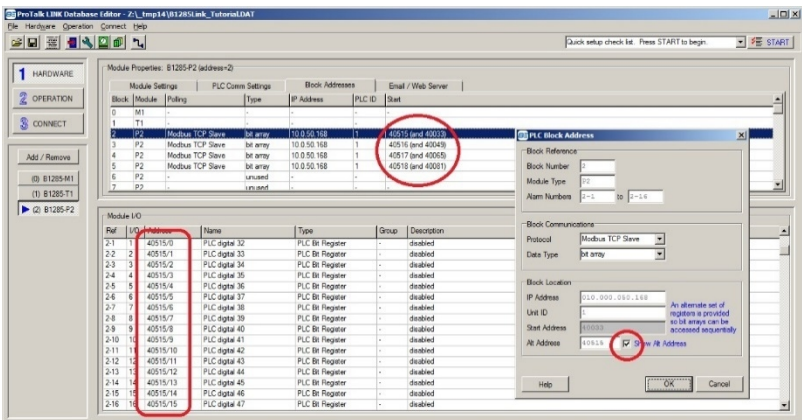 ProTalk LINK Database Editor - Z:\_tmp14\B1285Link_Tutorial.DAT
File Hardware Operation Connect Help
Quick setup check list. Press START to begin. START
1 HARDWARE
2 OPERATION
3 CONNECT
Add / Remove
(0) B1285-M1
(1) B1285-T1
(2) B1285-P2
Module Properties: B1285-P2 (address=2)
Module Settings PLC Comm Settings Block Addresses Email / Web Server
Block Module Polling Type IP Address PLC ID Start
0 M1 - - - - -
1 T1 - - - - -
2 P2 Modbus TCP Slave bit array 10.0.50.168 1 40515 (and 40033)
3 P2 Modbus TCP Slave bit array 10.0.50.168 1 40516 (and 40049)
4 P2 Modbus TCP Slave bit array 10.0.50.168 1 40517 (and 40065)
5 P2 Modbus TCP Slave bit array 10.0.50.168 1 40518 (and 40081)
6 P2 - unused - - -
7 P2 - unused - - -
Module I/O
Ref I/O Address Name Type Group Description
2-1 1 40515/0 PLC digital 32 PLC Bit Register - disabled
2-2 2 40515/1 PLC digital 33 PLC Bit Register - disabled
2-3 3 40515/2 PLC digital 34 PLC Bit Register - disabled
2-4 4 40515/3 PLC digital 35 PLC Bit Register - disabled
2-5 5 40515/4 PLC digital 36 PLC Bit Register - disabled
2-6 6 40515/5 PLC digital 37 PLC Bit Register - disabled
2-7 7 40515/6 PLC digital 38 PLC Bit Register - disabled
2-8 8 40515/7 PLC digital 39 PLC Bit Register - disabled
2-9 9 40515/8 PLC digital 40 PLC Bit Register - disabled
2-10 10 40515/9 PLC digital 41 PLC Bit Register - disabled
2-11 11 40515/10 PLC digital 42 PLC Bit Register - disabled
2-12 12 40515/11 PLC digital 43 PLC Bit Register - disabled
2-13 13 40515/12 PLC digital 44 PLC Bit Register - disabled
2-14 14 40515/13 PLC digital 45 PLC Bit Register - disabled
2-15 15 40515/14 PLC digital 46 PLC Bit Register - disabled
2-16 16 40515/15 PLC digital 47 PLC Bit Register - disabled
PLC Block Address
Block Reference
Block Number 2
Module Type P2
Alarm Numbers 2-1 to 2-16
Block Communications
Protocol Modbus TCP Slave
Data Type bit array
Block Location
IP Address 010.000.050.168
Unit ID 1
Start Address 40033
Alt Address 40515 Show Alt Address
An alternate set of
registers is provided
so bit arrays can be
accessed sequentially
Help OK Cancel